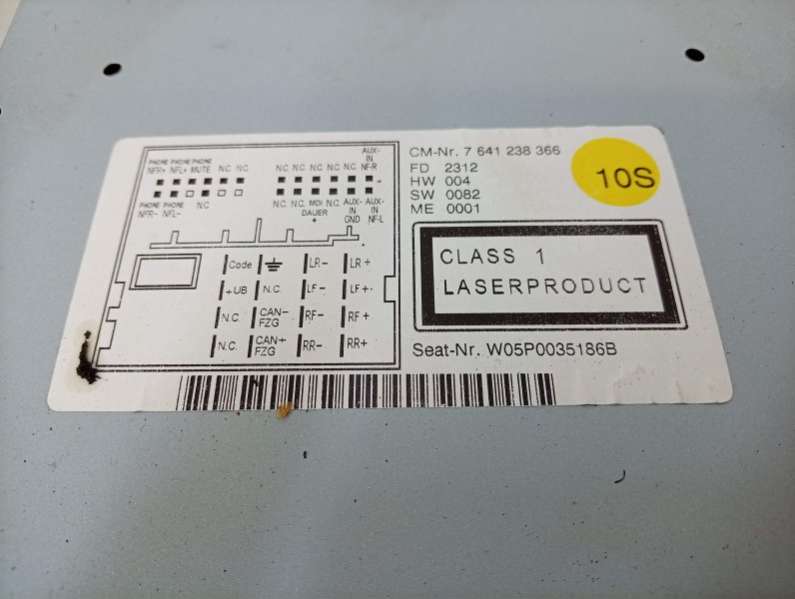 PHONE PHONE PHONE
NFR+ NFL+ MUTE N.C. N.C.
PHONE PHONE
NFR- NFL- N.C.
AUX-
IN
N.C. N.C. N.C. N.C. N.C. NF-R
N.C. N.C. MDI N.C. AUX- AUX-
DAUER IN IN
+ GND NF-L
Code LR- LR+
+UB N.C. LF- LF+
N.C. CAN- FZG RF- RF+
N.C. CAN+ FZG RR- RR+
CM-Nr. 7 641 238 366
FD 2312
HW 004
SW 0082
ME 0001
10S
CLASS 1
LASERPRODUCT
Seat-Nr. W05P0035186B